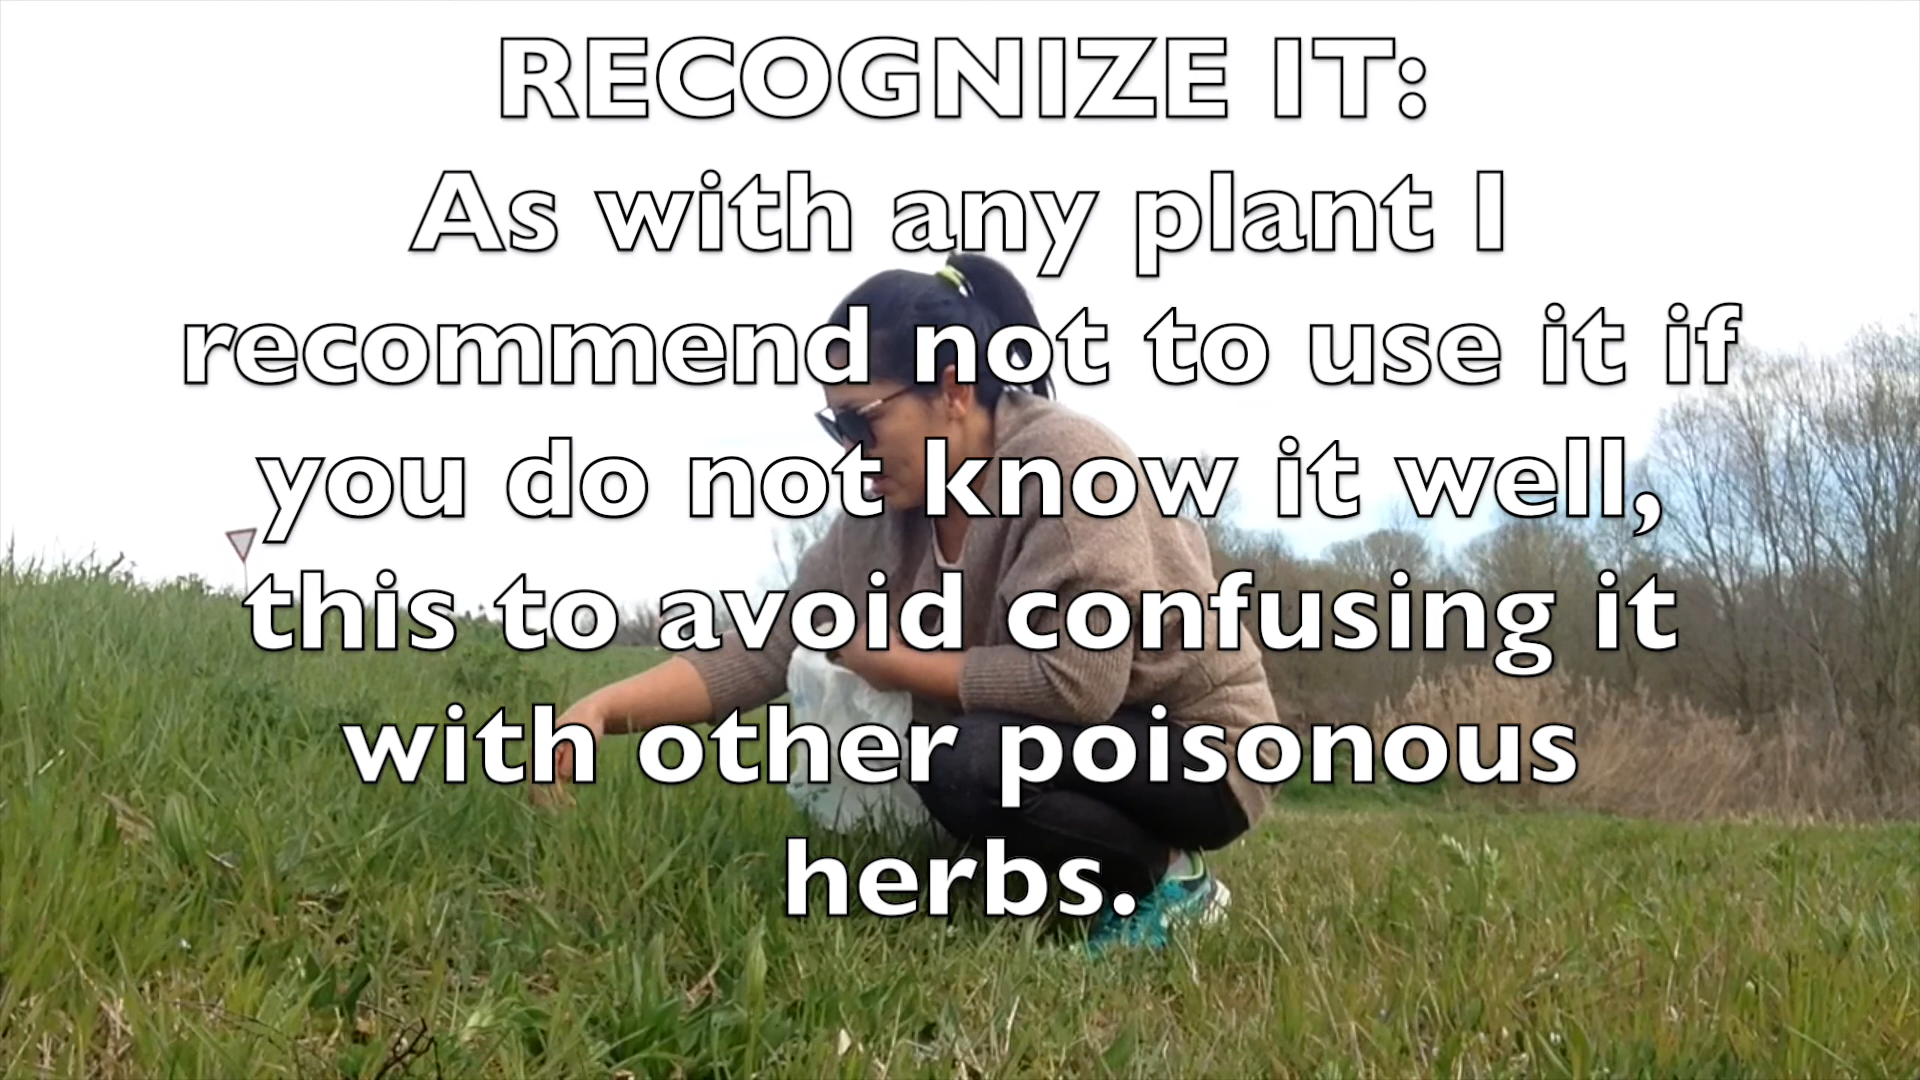 RECOGNIZE IT:
As with any plant I
recommend not to use it if
you do not know it well,
this to avoid confusing it
with other poisonous
herbs.